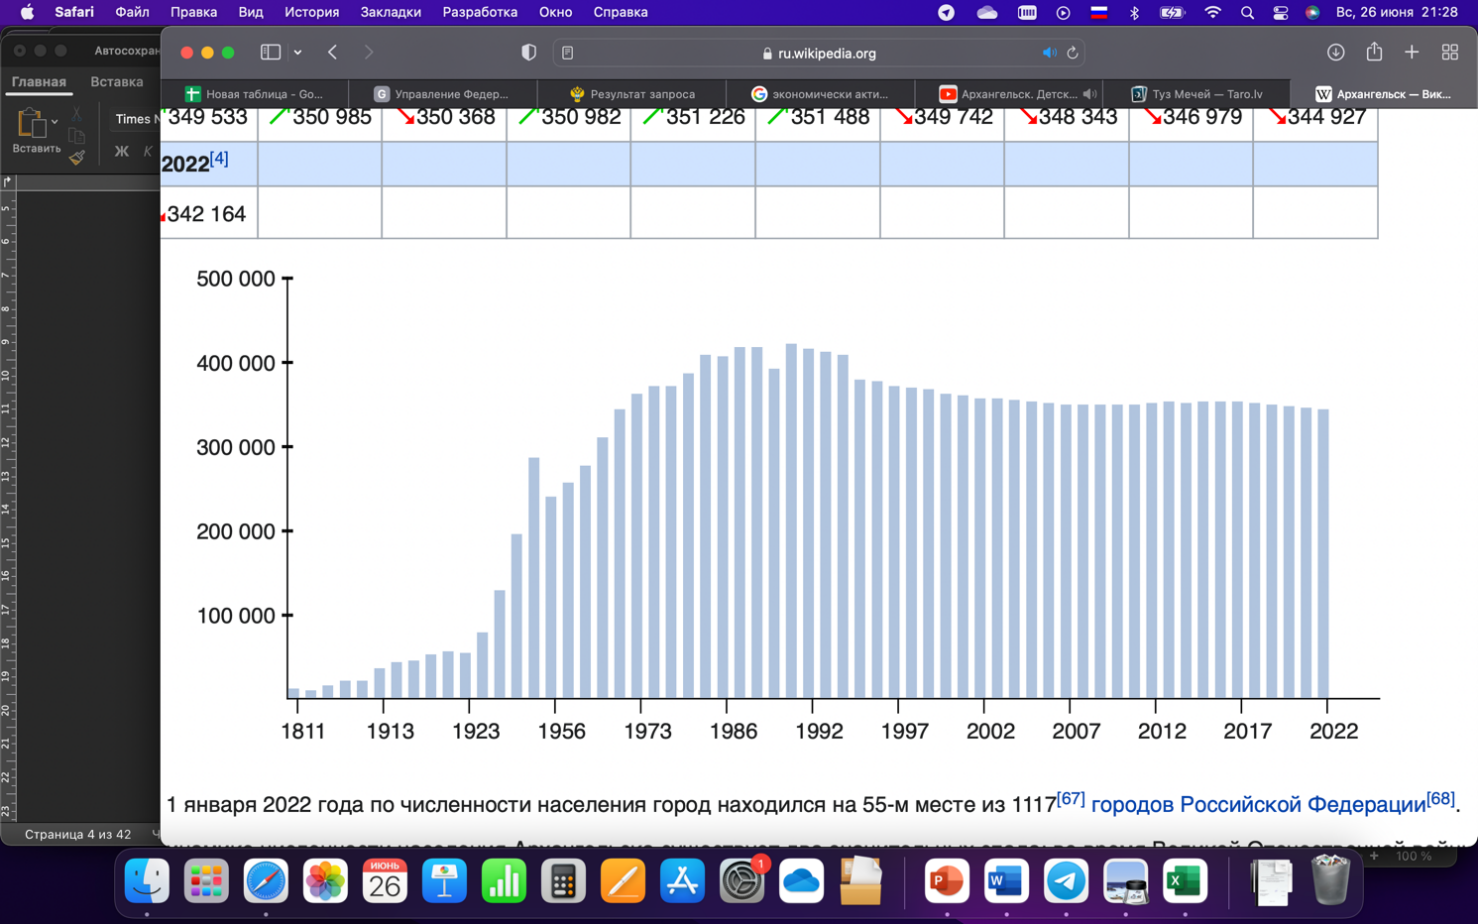 Safari Файл Правка Вид История Закладки Разработка Окно Справка Вс, 26 июня 21:28
Автосохран
ru.wikipedia.org
Главная Вставка
Новая таблица - Go... Управление Федер... Результат запроса экономически акти... Архангельск. Детск... Туз Мечей — Taro.lv Архангельск — Вик...
Вставить
Times N
Ж К
349 533 350 985 350 368 350 982 351 226 351 488 349 742 348 343 346 979 344 927
2022[4]
342 164
500 000
400 000
300 000
200 000
100 000
1811 1913 1923 1956 1973 1986 1992 1997 2002 2007 2012 2017 2022
1 января 2022 года по численности населения город находился на 55-м месте из 1117[67] городов Российской Федерации[68].
Страница 4 из 42
100 %
ИЮНЬ
26
1